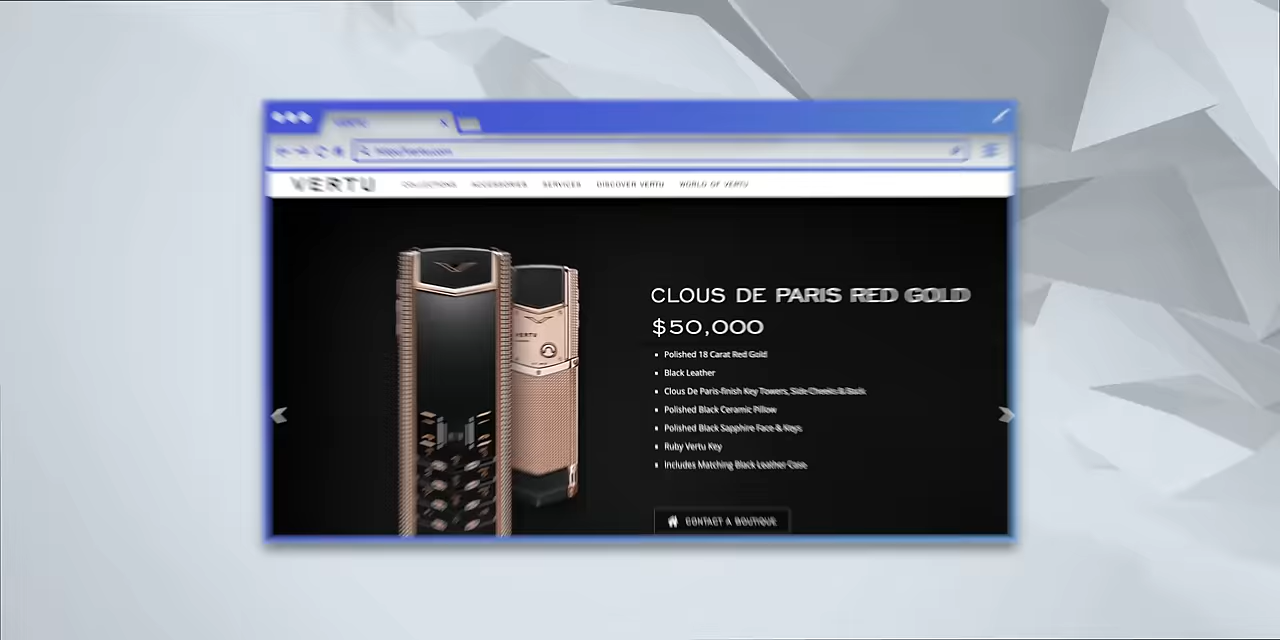 VERTU
COLLECTIONS ACCESSORIES SERVICES DISCOVER VERTU WORLD OF VERTU
VERTU
CLOUS DE PARIS RED GOLD
$50,000
Polished 18 Carat Red Gold
Black Leather
Clous De Paris-finish Key Towers, Side Cheeks & Back
Polished Black Ceramic Pillow
Polished Black Sapphire Face & Keys
Ruby Vertu Key
Includes Matching Black Leather Case
CONTACT A BOUTIQUE